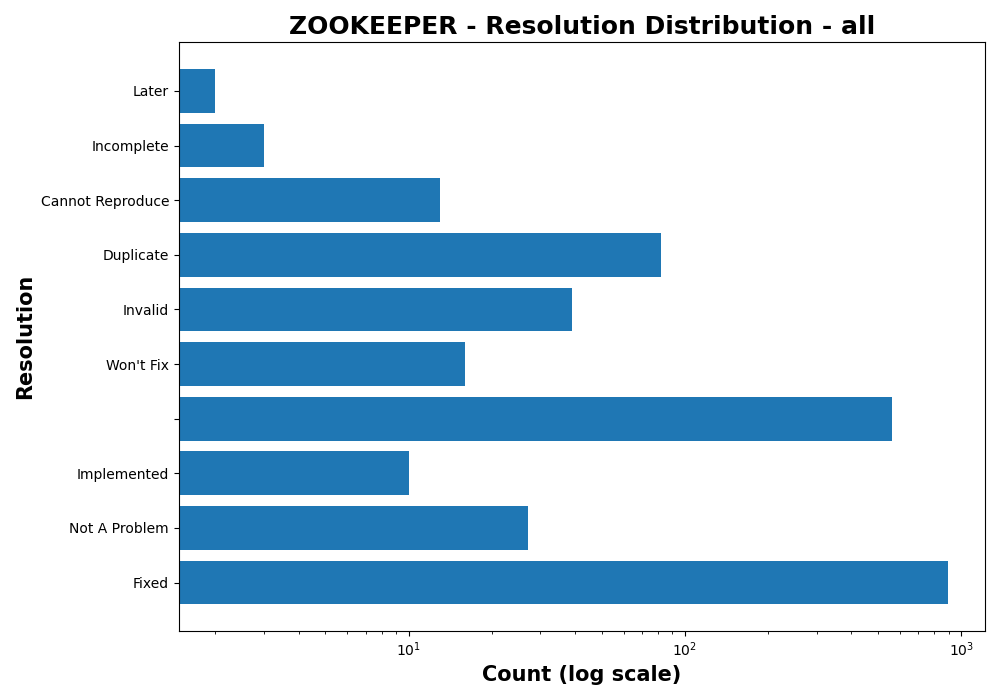 ZOOKEEPER - Resolution Distribution - all
Resolution
Later
Incomplete
Cannot Reproduce
Duplicate
Invalid
Won't Fix
Implemented
Not A Problem
Fixed
10¹ 10² 10³
Count (log scale)